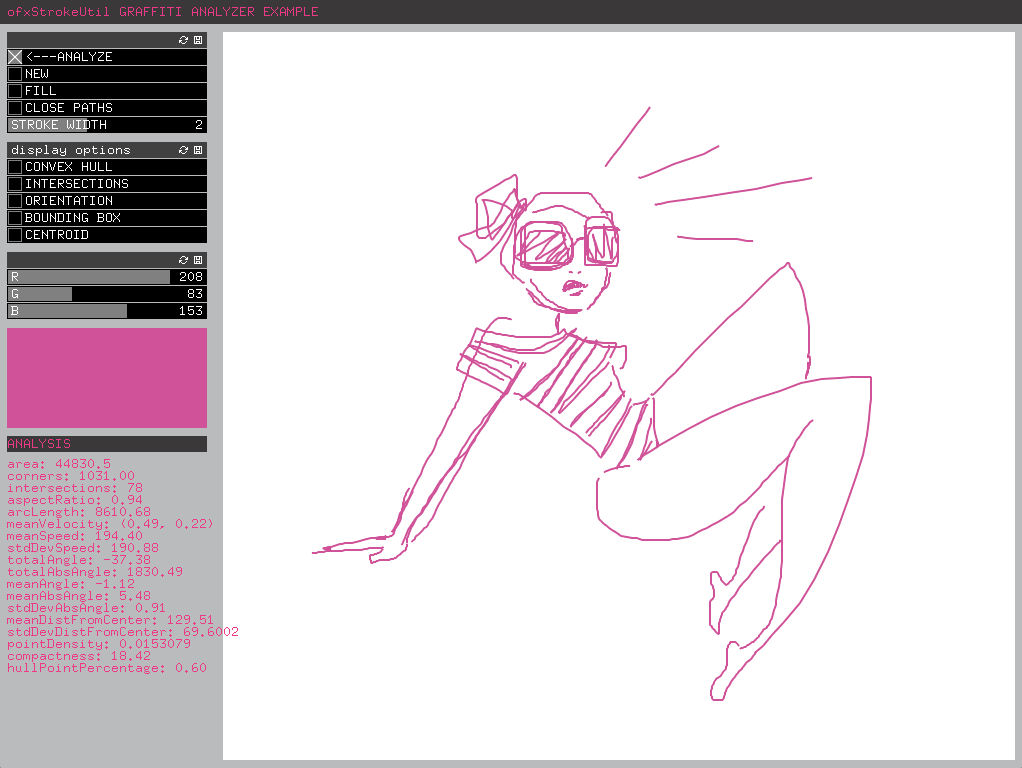 ofxStrokeUtil GRAFFITI ANALYZER EXAMPLE
<---ANALYZE
NEW
FILL
CLOSE PATHS
STROKE WIDTH 2
display options
CONVEX HULL
INTERSECTIONS
ORIENTATION
BOUNDING BOX
CENTROID
R 208
G 83
B 153
ANALYSIS
area: 44830.5
corners: 1031.00
intersections: 78
aspectRatio: 0.94
arcLength: 8610.68
meanVelocity: (0.49, 0.22)
meanSpeed: 194.40
stdDevSpeed: 190.88
totalAngle: -37.38
totalAbsAngle: 1830.49
meanAngle: -1.12
meanAbsAngle: 5.48
stdDevAbsAngle: 0.91
meanDistFromCenter: 129.51
stdDevDistFromCenter: 69.6002
pointDensity: 0.0153079
compactness: 18.42
hullPointPercentage: 0.60